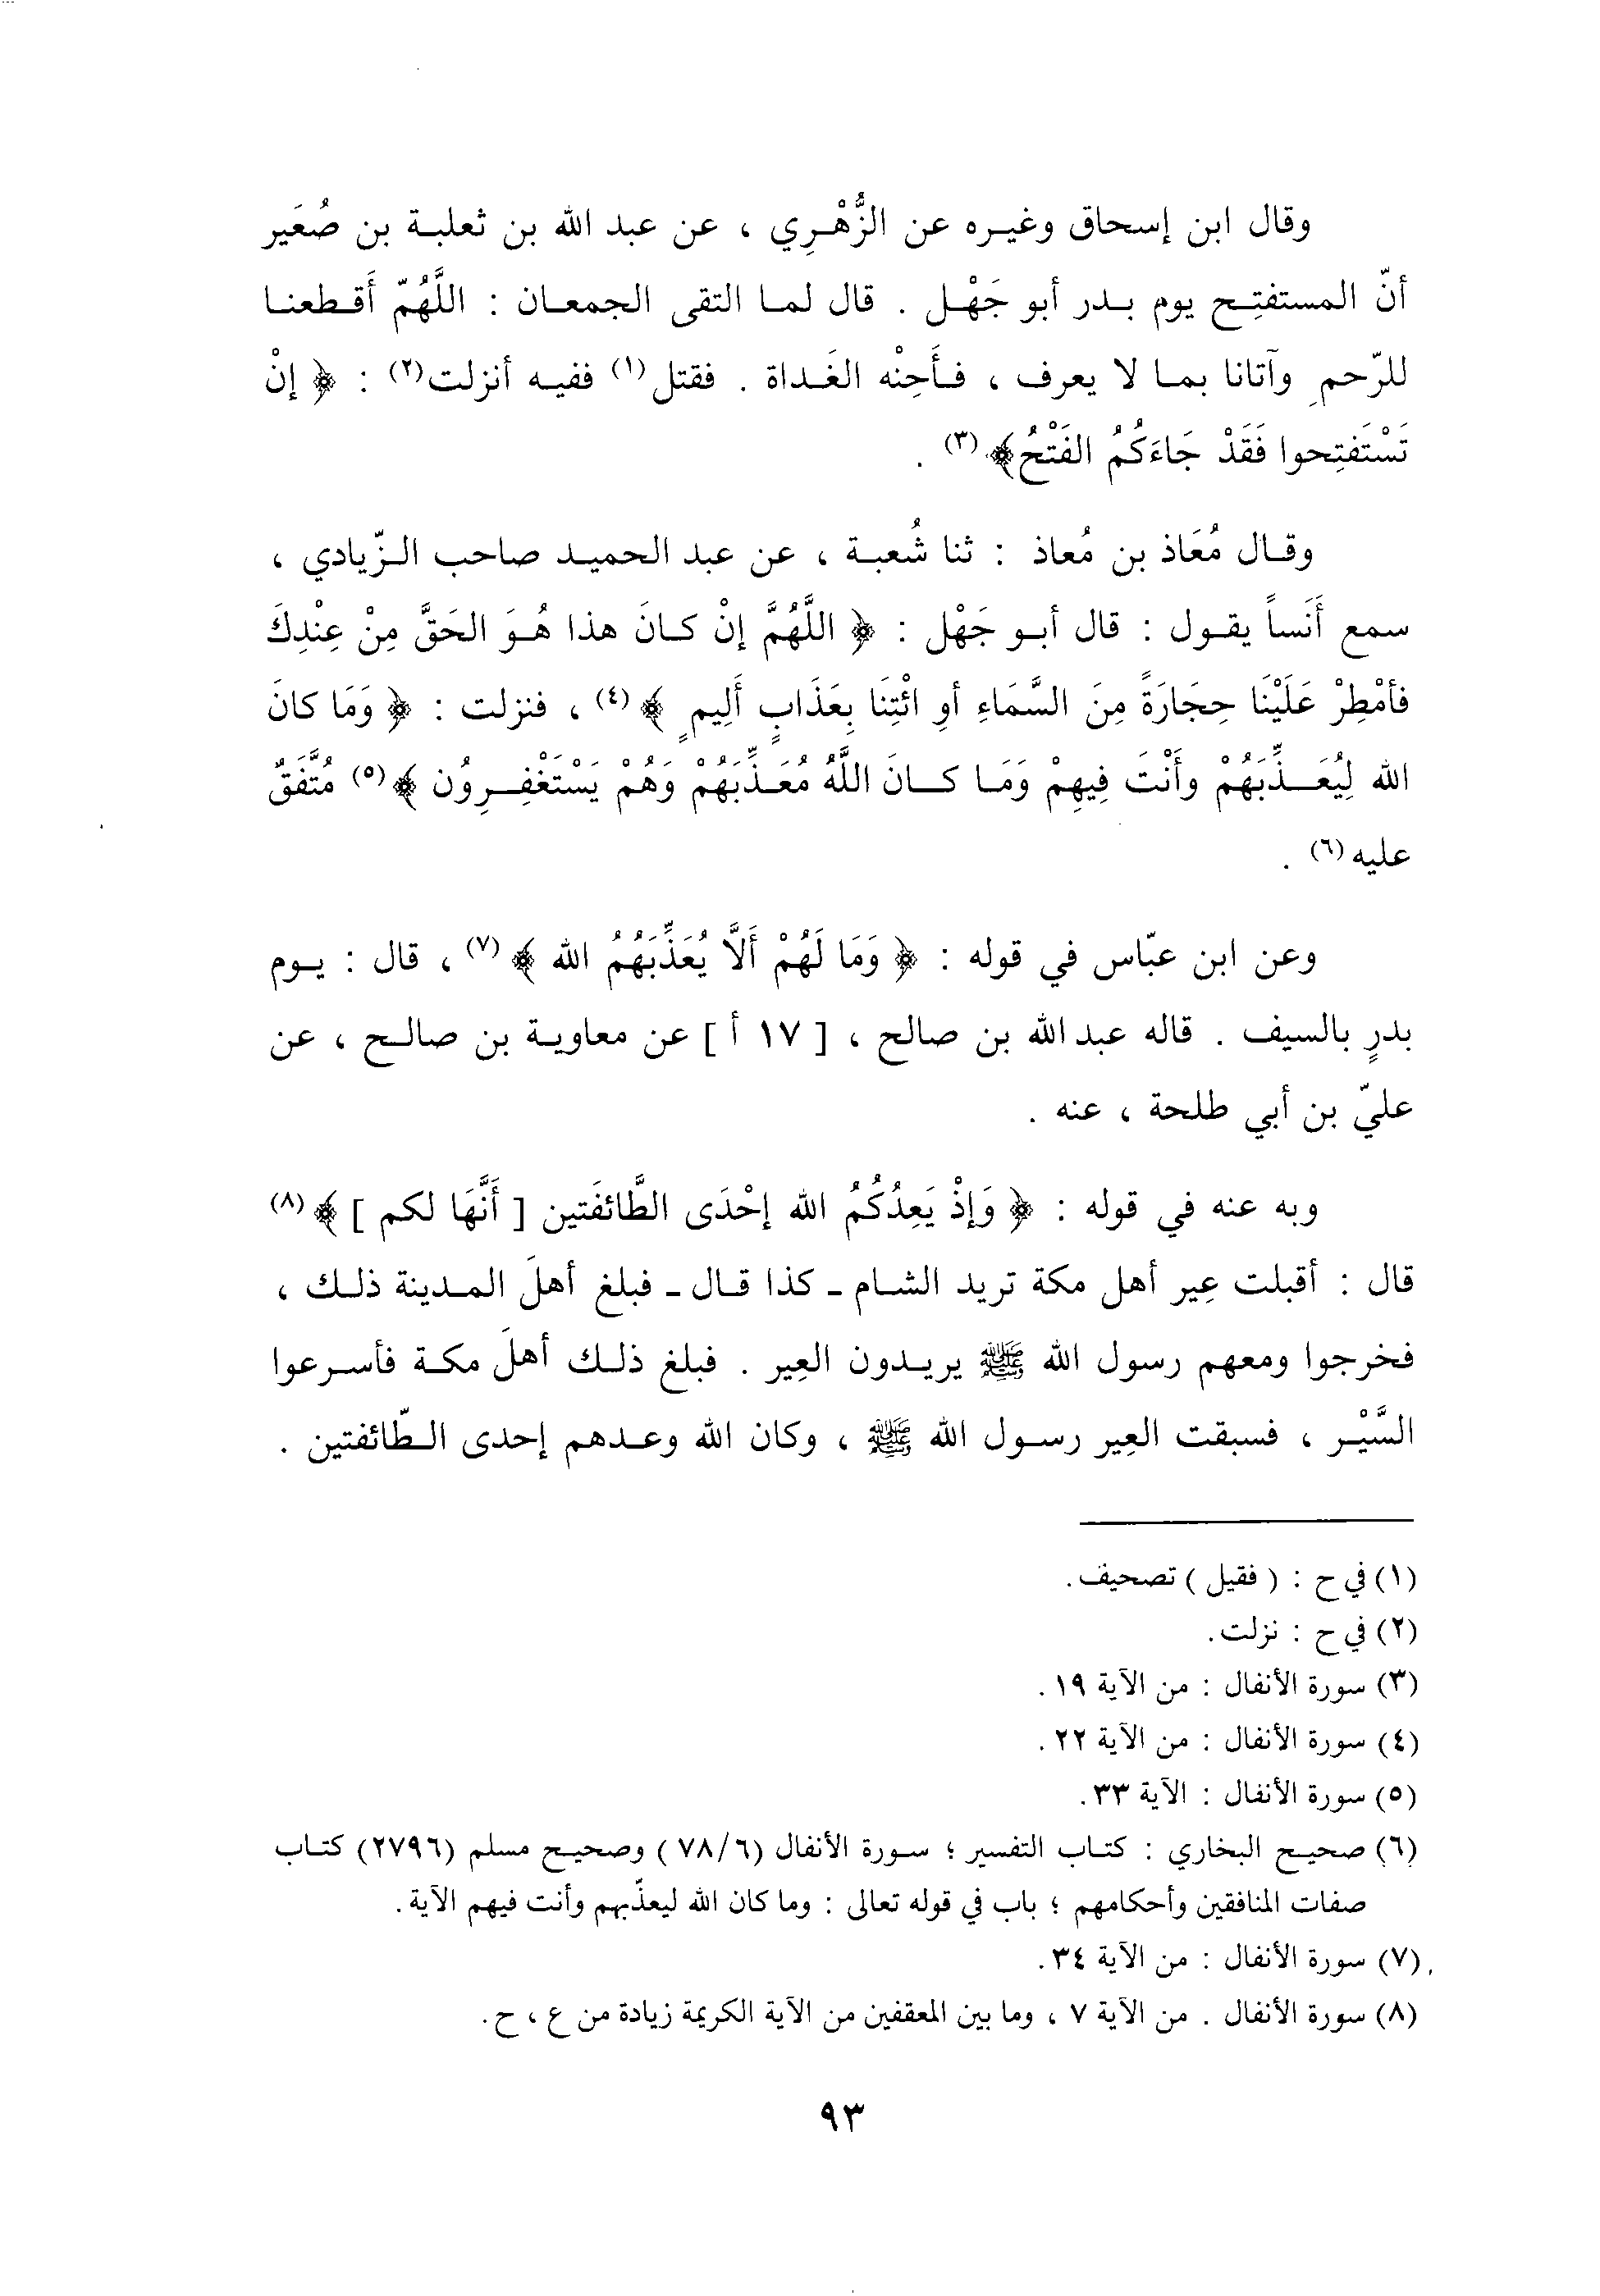 وقال ابن إسحاق وغيره عن الزُّهْرِي ، عن عبد الله بن ثعلبة بن صُعَير
أنّ المستفتِح يوم بدر أبو جَهْل . قال لما التقى الجمعان : اللَّهُمّ أَقطعنا
للرّحمِ وآتانا بما لا يعرف ، فأَحِنْه الغَداة . فقتل(١) ففيه أنزلت(٢) : ﴿ إنْ
تَسْتَفتِحوا فَقَدْ جَاءَكُمُ الفَتْحُ﴾(٣) .
وقال مُعَاذ بن مُعاذ : ثنا شُعبة ، عن عبد الحميد صاحب الزّيادي ،
سمع أَنَساً يقول : قال أبو جَهْل : ﴿ اللَّهُمَّ إنْ كانَ هذا هُوَ الحَقَّ مِنْ عِنْدِكَ
فأمْطِرْ عَلَيْنَا حِجَارَةً مِنَ السَّمَاءِ أوِ ائْتِنَا بِعَذَابٍ أَلِيمٍ ﴾(٤) ، فنزلت : ﴿ وَمَا كانَ
الله لِيُعَذِّبَهُمْ وأَنْتَ فِيهِمْ وَمَا كانَ اللَّهُ مُعَذِّبَهُمْ وَهُمْ يَسْتَغْفِرِوُن ﴾(٥) مُتَّفَقٌ
عليه(٦) .
وعن ابن عبّاس في قوله : ﴿ وَمَا لَهُمْ أَلَّا يُعَذِّبَهُمُ الله ﴾(٧) ، قال : يوم
بدرٍ بالسيف . قاله عبد الله بن صالح ، [ ١٧ أ ] عن معاوية بن صالح ، عن
عليّ بن أبي طلحة ، عنه .
وبه عنه في قوله : ﴿ وَإذْ يَعِدُكُمُ الله إحْدَى الطَّائفَتين [ أَنَّهَا لكم ] ﴾(٨)
قال : أقبلت عِير أهل مكة تريد الشام ـ كذا قال ـ فبلغ أهلَ المدينة ذلك ،
فخرجوا ومعهم رسول الله ﷺ يريدون العِير . فبلغ ذلك أهلَ مكة فأسرعوا
السَّيْر ، فسبقت العِير رسول الله ﷺ ، وكان الله وعدهم إحدى الطّائفتين .
(١) في ح : ( فقيل ) تصحيف .
(٢) في ح : نزلت .
(٣) سورة الأنفال : من الآية ١٩ .
(٤) سورة الأنفال : من الآية ٢٢ .
(٥) سورة الأنفال : الآية ٣٣ .
(٦) صحيح البخاري : كتاب التفسير ؛ سورة الأنفال (٧٨/٦) وصحيح مسلم (٢٧٩٦) كتاب
صفات المنافقين وأحكامهم ؛ باب في قوله تعالى : وما كان الله ليعذّبهم وأنت فيهم الآية .
(٧) سورة الأنفال : من الآية ٣٤ .
(٨) سورة الأنفال . من الآية ٧ ، وما بين المعقفين من الآية الكريمة زيادة من ع ، ح .
٩٣